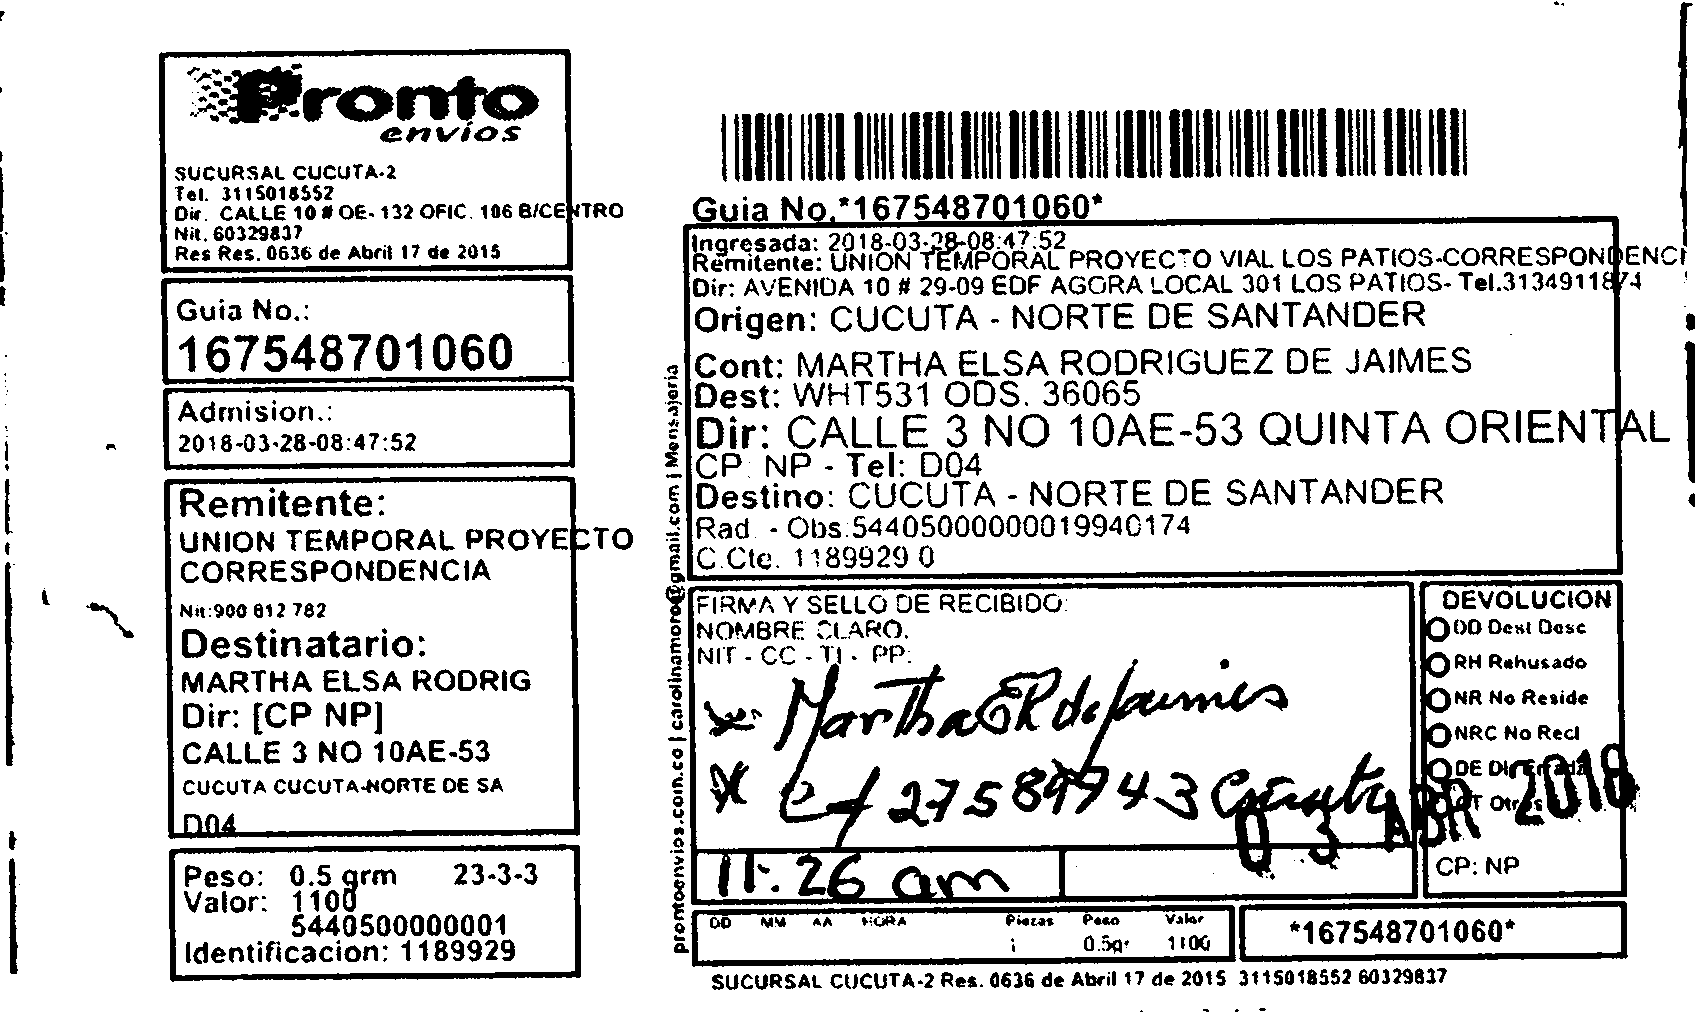 Pronto
envíos
SUCURSAL CUCUTA-2
Tel. 3115018552
Dir. CALLE 10 # OE-132 OFIC. 106 B/CENTRO
Nit. 60329837
Res Res. 0636 de Abril 17 de 2015
Guia No.:
167548701060
Admision.:
2018-03-28-08:47:52
Remitente:
UNION TEMPORAL PROYECTO
CORRESPONDENCIA
Nit:900 812 782
Destinatario:
MARTHA ELSA RODRIG
Dir: [CP NP]
CALLE 3 NO 10AE-53
CUCUTA CUCUTA-NORTE DE SA
D04
Peso: 0.5 grm 23-3-3
Valor: 1100
5440500000001
Identificacion: 1189929
prontoenvios.com.co | carolinamoro@gmail.com | Mensajeria
Guia No.*167548701060*
Ingresada: 2018-03-28-08:47:52
Remitente: UNION TEMPORAL PROYECTO VIAL LOS PATIOS-CORRESPONDENCI
Dir: AVENIDA 10 # 29-09 EDF AGORA LOCAL 301 LOS PATIOS- Tel.3134911874
Origen: CUCUTA - NORTE DE SANTANDER
Cont: MARTHA ELSA RODRIGUEZ DE JAIMES
Dest: WHT531 ODS. 36065
Dir: CALLE 3 NO 10AE-53 QUINTA ORIENTAL
CP: NP - Tel: D04
Destino: CUCUTA - NORTE DE SANTANDER
Rad. - Obs:54405000000019940174
C.Cte. 1189929 0
FIRMA Y SELLO DE RECIBIDO:
NOMBRE CLARO.
NIT - CC - TI - PP:
Martha ER de Jaimes
27589743 Cúcuta
03 ABR 2018
11:26 am
DEVOLUCION
DD Dest Desc
RH Rehusado
NR No Reside
NRC No Recl
DE Dir Errada
OT Otros
CP: NP
DD MM AA HORA Piezas Peso Valor
1 0.5gr 1100
*167548701060*
SUCURSAL CUCUTA-2 Res. 0636 de Abril 17 de 2015 3115018552 60329837